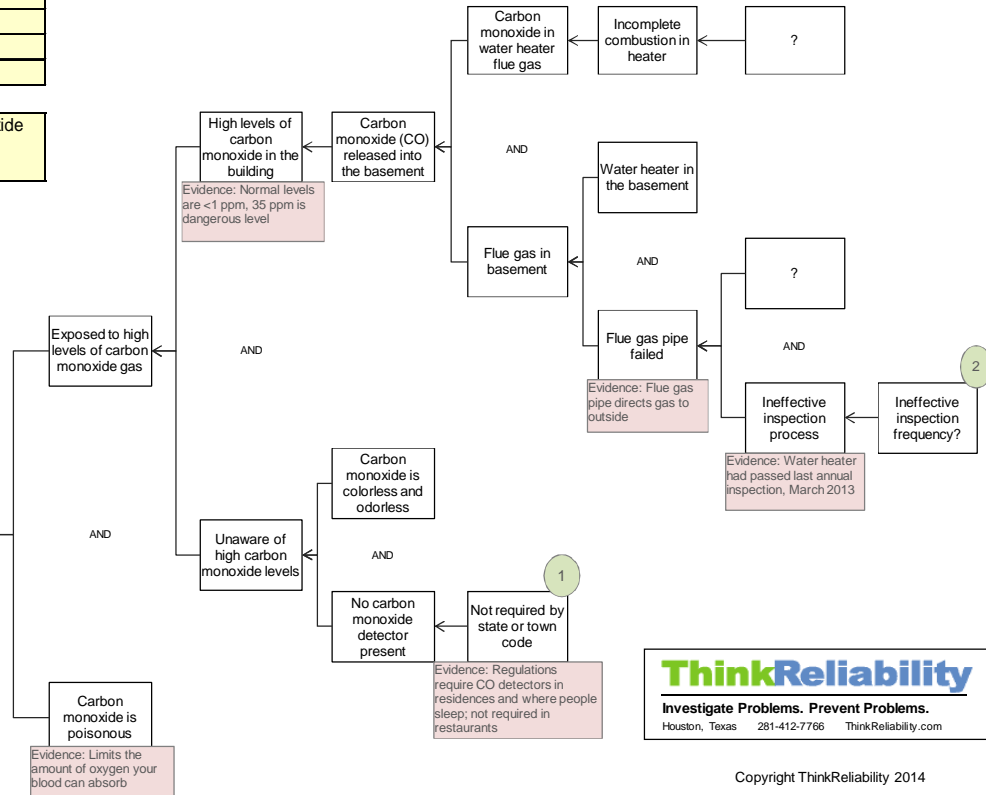 ide
Carbon
monoxide in
water heater
flue gas
Incomplete
combustion in
heater
?
High levels of
carbon
monoxide in the
building
Evidence: Normal levels
are <1 ppm, 35 ppm is
dangerous level
Carbon
monoxide (CO)
released into
the basement
AND
Water heater in
the basement
Flue gas in
basement
AND
?
Flue gas pipe
failed
Evidence: Flue gas
pipe directs gas to
outside
AND
Ineffective
inspection
process
Evidence: Water heater
had passed last annual
inspection, March 2013
2
Ineffective
inspection
frequency?
Exposed to high
levels of carbon
monoxide gas
AND
Carbon
monoxide is
colorless and
odorless
Unaware of
high carbon
monoxide levels
AND
No carbon
monoxide
detector
present
1
Not required by
state or town
code
Evidence: Regulations
require CO detectors in
residences and where people
sleep; not required in
restaurants
AND
Carbon
monoxide is
poisonous
Evidence: Limits the
amount of oxygen your
blood can absorb
ThinkReliability
Investigate Problems. Prevent Problems.
Houston, Texas 281-412-7766 ThinkReliability.com
Copyright ThinkReliability 2014